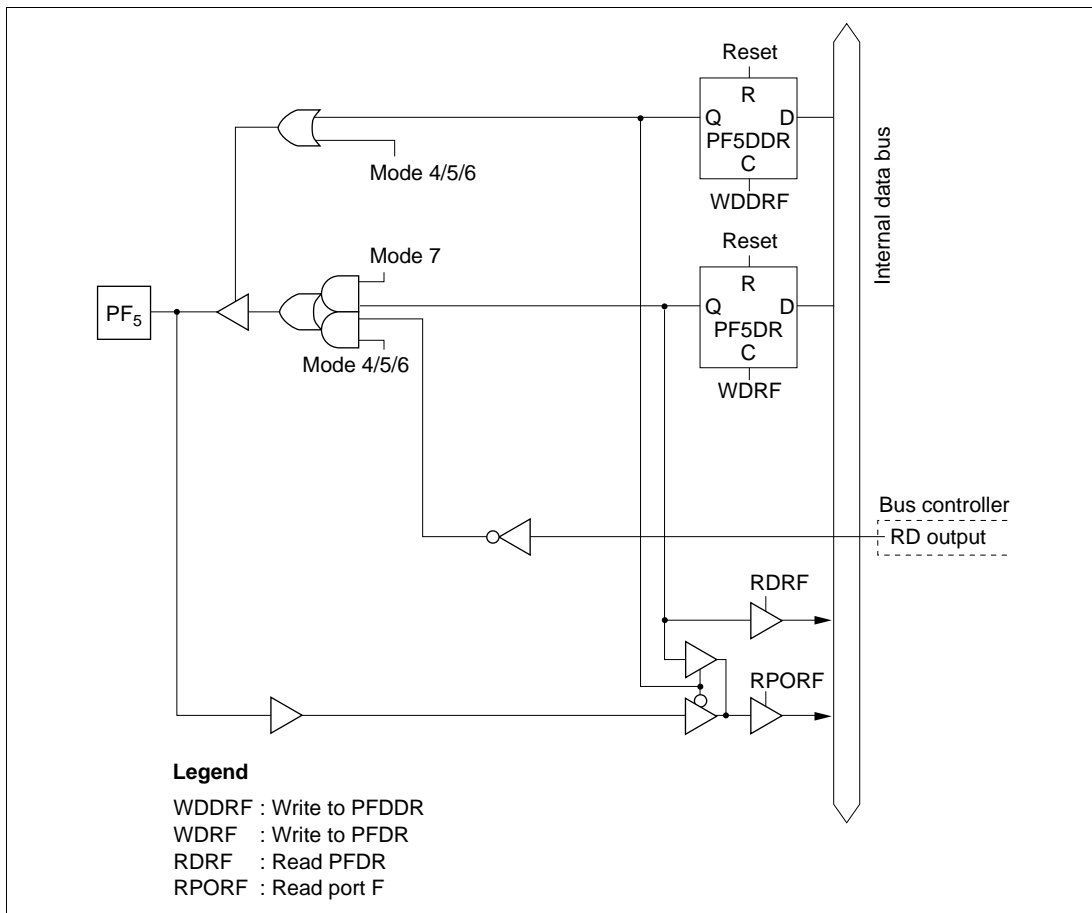 Reset
R
Q D
PF5DDR
C
WDDRF
Mode 4/5/6
Internal data bus
Reset
R
Q D
PF5DR
C
WDRF
Mode 7
PF5
Mode 4/5/6
Bus controller
RD output
RDRF
RPORF
Legend
WDDRF : Write to PFDDR
WDRF : Write to PFDR
RDRF : Read PFDR
RPORF : Read port F